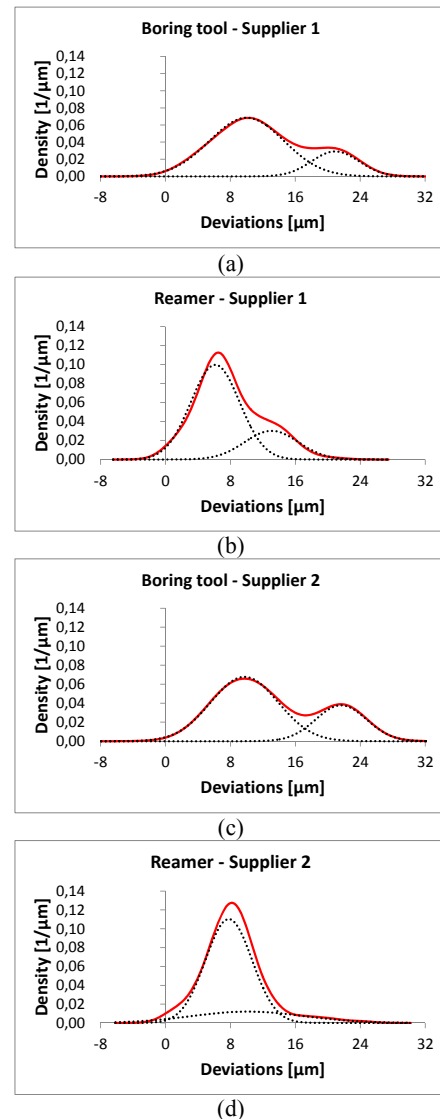 Boring tool - Supplier 1
0,14
0,12
0,10
0,08
0,06
0,04
0,02
0,00
Density [1/µm]
-8 0 8 16 24 32
Deviations [µm]
(a)
Reamer - Supplier 1
0,14
0,12
0,10
0,08
0,06
0,04
0,02
0,00
Density [1/µm]
-8 0 8 16 24 32
Deviations [µm]
(b)
Boring tool - Supplier 2
0,14
0,12
0,10
0,08
0,06
0,04
0,02
0,00
Density [1/µm]
-8 0 8 16 24 32
Deviations [µm]
(c)
Reamer - Supplier 2
0,14
0,12
0,10
0,08
0,06
0,04
0,02
0,00
Density [1/µm]
-8 0 8 16 24 32
Deviations [µm]
(d)